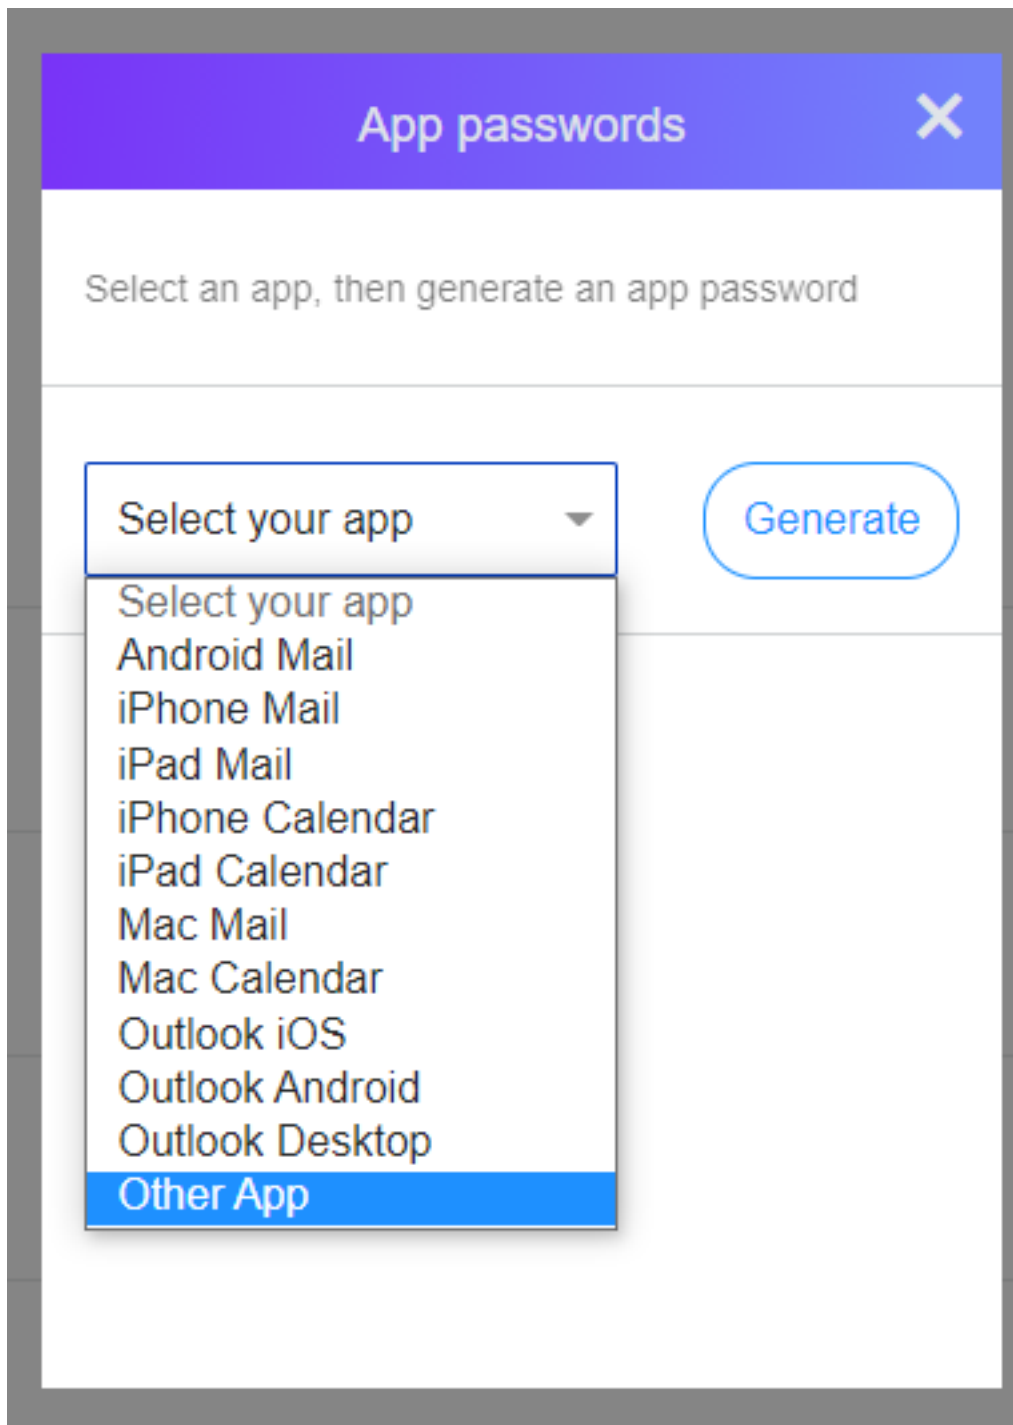 App passwords
Select an app, then generate an app password
Select your app
Generate
Select your app
Android Mail
iPhone Mail
iPad Mail
iPhone Calendar
iPad Calendar
Mac Mail
Mac Calendar
Outlook iOS
Outlook Android
Outlook Desktop
Other App